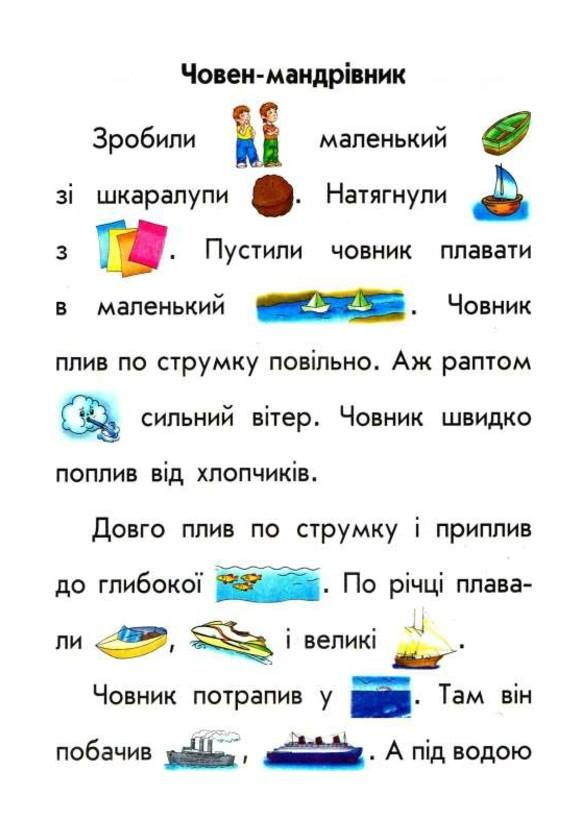 Човен-мандрівник
Зробили маленький
зі шкаралупи . Натягнули
з . Пустили човник плавати
в маленький . Човник
плив по струмку повільно. Аж раптом
сильний вітер. Човник швидко
поплив від хлопчиків.
Довго плив по струмку і приплив
до глибокої . По річці плава-
ли , і великі .
Човник потрапив у . Там він
побачив , . А під водою